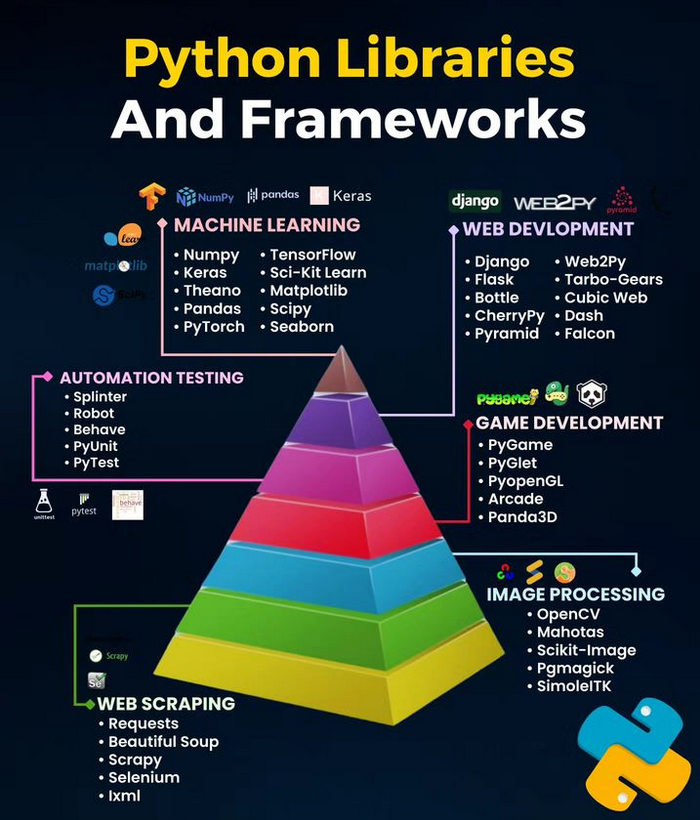 Python Libraries
And Frameworks
NumPy
pandas
Keras
MACHINE LEARNING
• Numpy
• Keras
• Theano
• Pandas
• PyTorch
• TensorFlow
• Sci-Kit Learn
• Matplotlib
• Scipy
• Seaborn
lear
matplotlib
SciPy
django
WEB2PY
pyramid
WEB DEVLOPMENT
• Django
• Flask
• Bottle
• CherryPy
• Pyramid
• Web2Py
• Tarbo-Gears
• Cubic Web
• Dash
• Falcon
AUTOMATION TESTING
• Splinter
• Robot
• Behave
• PyUnit
• PyTest
unittest
pytest
behave
pygame
GAME DEVELOPMENT
• PyGame
• PyGlet
• PyopenGL
• Arcade
• Panda3D
IMAGE PROCESSING
• OpenCV
• Mahotas
• Scikit-Image
• Pgmagick
• SimoleITK
Scrapy
Se
WEB SCRAPING
• Requests
• Beautiful Soup
• Scrapy
• Selenium
• lxml